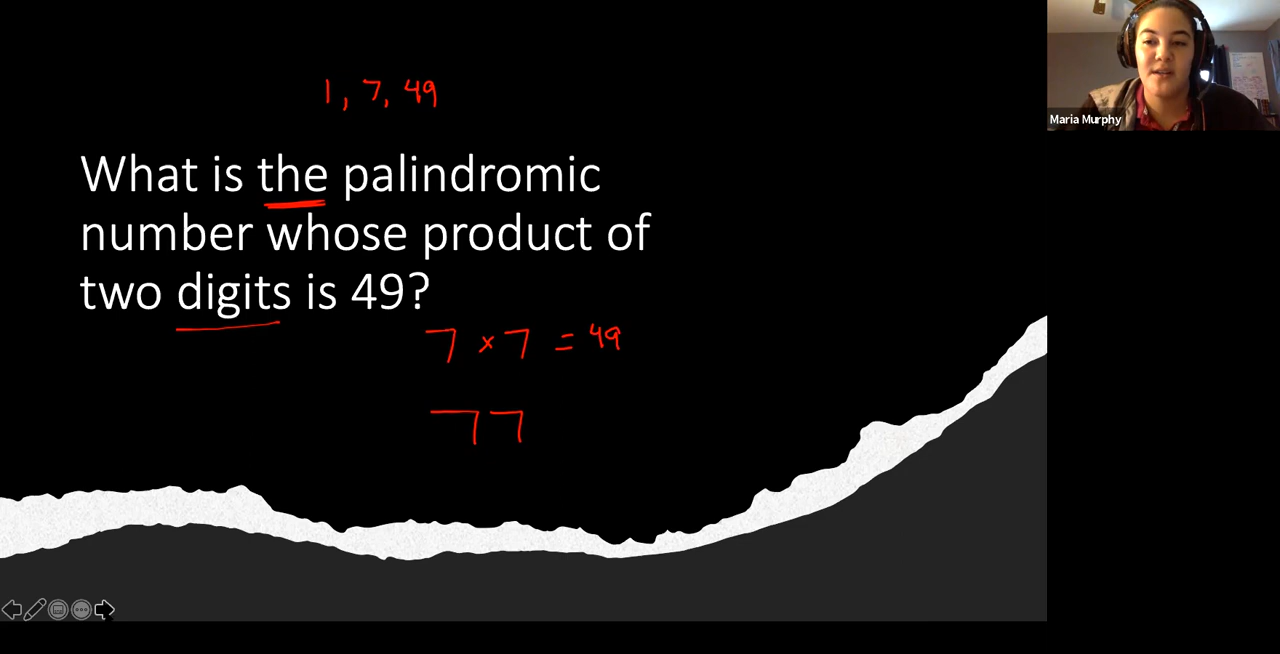 1, 7, 49
What is the palindromic
number whose product of
two digits is 49?
7 × 7 = 49
77
Maria Murphy